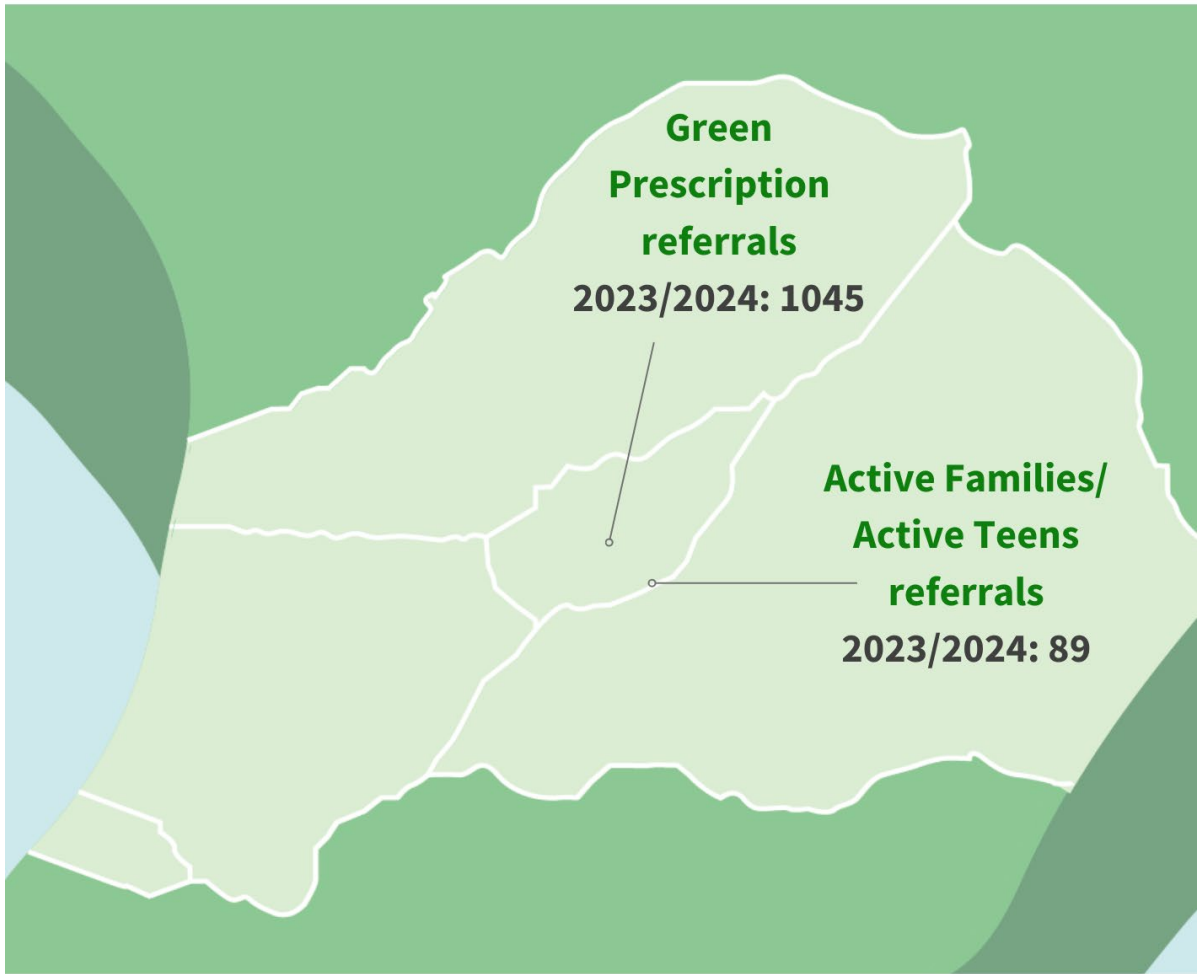 Green
Prescription
referrals
2023/2024: 1045
Active Families/
Active Teens
referrals
2023/2024: 89